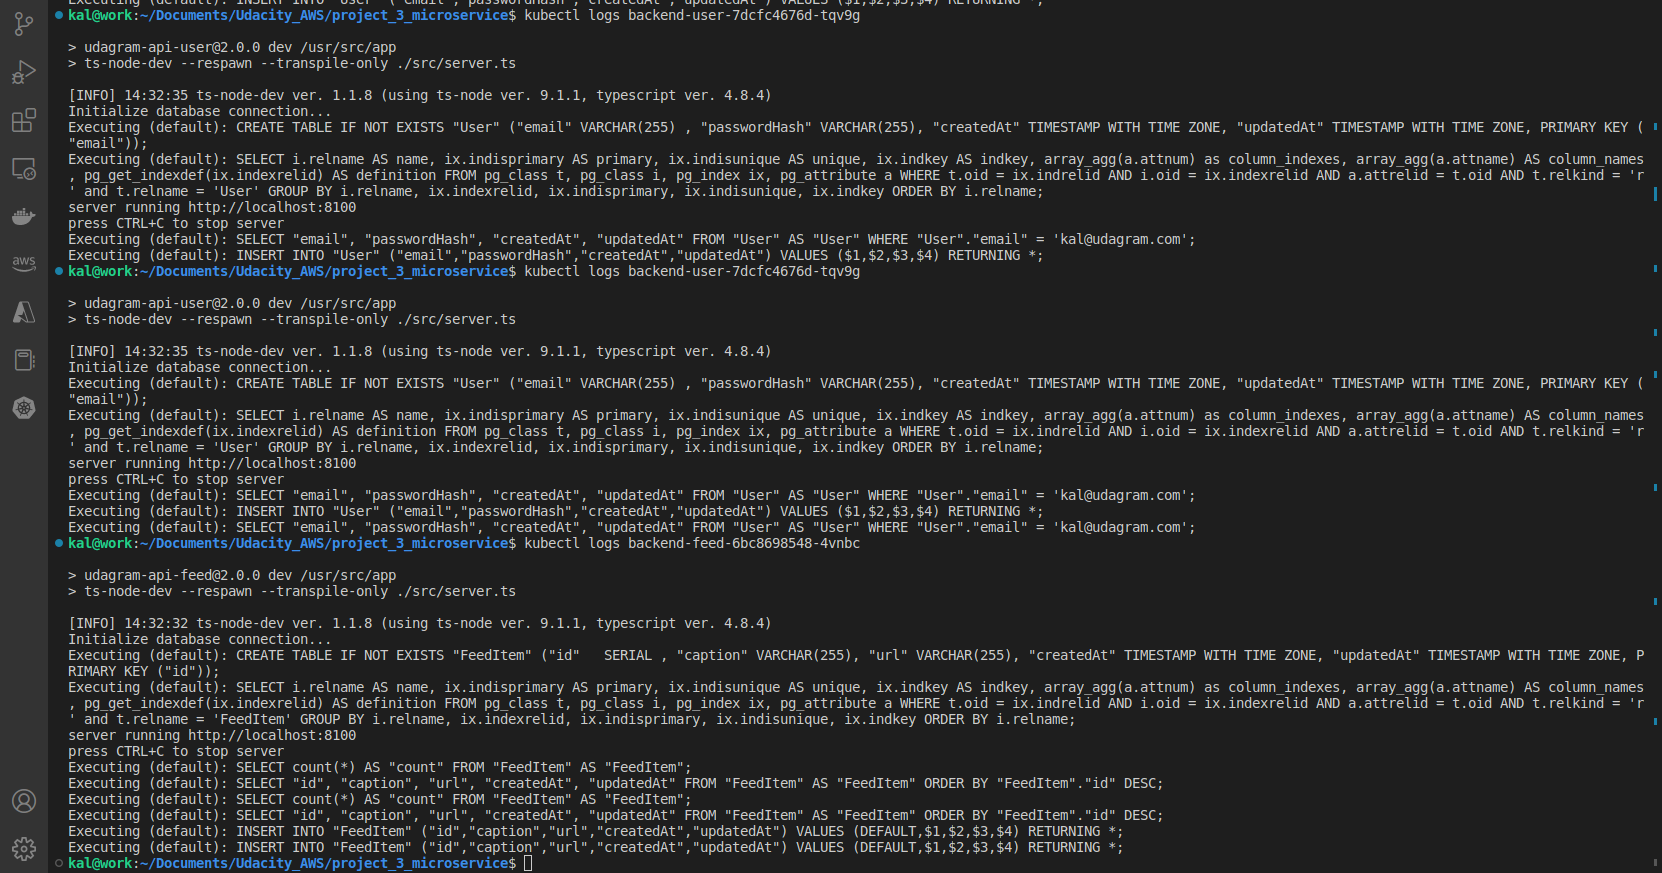 Executing (default): INSERT INTO "User" ("email","passwordHash","createdAt","updatedAt") VALUES ($1,$2,$3,$4) RETURNING *;
kal@work:~/Documents/Udacity_AWS/project_3_microservice$ kubectl logs backend-user-7dcfc4676d-tqv9g
> udagram-api-user@2.0.0 dev /usr/src/app
> ts-node-dev --respawn --transpile-only ./src/server.ts
[INFO] 14:32:35 ts-node-dev ver. 1.1.8 (using ts-node ver. 9.1.1, typescript ver. 4.8.4)
Initialize database connection...
Executing (default): CREATE TABLE IF NOT EXISTS "User" ("email" VARCHAR(255) , "passwordHash" VARCHAR(255), "createdAt" TIMESTAMP WITH TIME ZONE, "updatedAt" TIMESTAMP WITH TIME ZONE, PRIMARY KEY (
"email"));
Executing (default): SELECT i.relname AS name, ix.indisprimary AS primary, ix.indisunique AS unique, ix.indkey AS indkey, array_agg(a.attnum) as column_indexes, array_agg(a.attname) AS column_names
, pg_get_indexdef(ix.indexrelid) AS definition FROM pg_class t, pg_class i, pg_index ix, pg_attribute a WHERE t.oid = ix.indrelid AND i.oid = ix.indexrelid AND a.attrelid = t.oid AND t.relkind = 'r
' and t.relname = 'User' GROUP BY i.relname, ix.indexrelid, ix.indisprimary, ix.indisunique, ix.indkey ORDER BY i.relname;
server running http://localhost:8100
press CTRL+C to stop server
Executing (default): SELECT "email", "passwordHash", "createdAt", "updatedAt" FROM "User" AS "User" WHERE "User"."email" = 'kal@udagram.com';
Executing (default): INSERT INTO "User" ("email","passwordHash","createdAt","updatedAt") VALUES ($1,$2,$3,$4) RETURNING *;
kal@work:~/Documents/Udacity_AWS/project_3_microservice$ kubectl logs backend-user-7dcfc4676d-tqv9g
> udagram-api-user@2.0.0 dev /usr/src/app
> ts-node-dev --respawn --transpile-only ./src/server.ts
[INFO] 14:32:35 ts-node-dev ver. 1.1.8 (using ts-node ver. 9.1.1, typescript ver. 4.8.4)
Initialize database connection...
Executing (default): CREATE TABLE IF NOT EXISTS "User" ("email" VARCHAR(255) , "passwordHash" VARCHAR(255), "createdAt" TIMESTAMP WITH TIME ZONE, "updatedAt" TIMESTAMP WITH TIME ZONE, PRIMARY KEY (
"email"));
Executing (default): SELECT i.relname AS name, ix.indisprimary AS primary, ix.indisunique AS unique, ix.indkey AS indkey, array_agg(a.attnum) as column_indexes, array_agg(a.attname) AS column_names
, pg_get_indexdef(ix.indexrelid) AS definition FROM pg_class t, pg_class i, pg_index ix, pg_attribute a WHERE t.oid = ix.indrelid AND i.oid = ix.indexrelid AND a.attrelid = t.oid AND t.relkind = 'r
' and t.relname = 'User' GROUP BY i.relname, ix.indexrelid, ix.indisprimary, ix.indisunique, ix.indkey ORDER BY i.relname;
server running http://localhost:8100
press CTRL+C to stop server
Executing (default): SELECT "email", "passwordHash", "createdAt", "updatedAt" FROM "User" AS "User" WHERE "User"."email" = 'kal@udagram.com';
Executing (default): INSERT INTO "User" ("email","passwordHash","createdAt","updatedAt") VALUES ($1,$2,$3,$4) RETURNING *;
Executing (default): SELECT "email", "passwordHash", "createdAt", "updatedAt" FROM "User" AS "User" WHERE "User"."email" = 'kal@udagram.com';
kal@work:~/Documents/Udacity_AWS/project_3_microservice$ kubectl logs backend-feed-6bc8698548-4vnbc
> udagram-api-feed@2.0.0 dev /usr/src/app
> ts-node-dev --respawn --transpile-only ./src/server.ts
[INFO] 14:32:32 ts-node-dev ver. 1.1.8 (using ts-node ver. 9.1.1, typescript ver. 4.8.4)
Initialize database connection...
Executing (default): CREATE TABLE IF NOT EXISTS "FeedItem" ("id"   SERIAL , "caption" VARCHAR(255), "url" VARCHAR(255), "createdAt" TIMESTAMP WITH TIME ZONE, "updatedAt" TIMESTAMP WITH TIME ZONE, P
RIMARY KEY ("id"));
Executing (default): SELECT i.relname AS name, ix.indisprimary AS primary, ix.indisunique AS unique, ix.indkey AS indkey, array_agg(a.attnum) as column_indexes, array_agg(a.attname) AS column_names
, pg_get_indexdef(ix.indexrelid) AS definition FROM pg_class t, pg_class i, pg_index ix, pg_attribute a WHERE t.oid = ix.indrelid AND i.oid = ix.indexrelid AND a.attrelid = t.oid AND t.relkind = 'r
' and t.relname = 'FeedItem' GROUP BY i.relname, ix.indexrelid, ix.indisprimary, ix.indisunique, ix.indkey ORDER BY i.relname;
server running http://localhost:8100
press CTRL+C to stop server
Executing (default): SELECT count(*) AS "count" FROM "FeedItem" AS "FeedItem";
Executing (default): SELECT "id", "caption", "url", "createdAt", "updatedAt" FROM "FeedItem" AS "FeedItem" ORDER BY "FeedItem"."id" DESC;
Executing (default): SELECT count(*) AS "count" FROM "FeedItem" AS "FeedItem";
Executing (default): SELECT "id", "caption", "url", "createdAt", "updatedAt" FROM "FeedItem" AS "FeedItem" ORDER BY "FeedItem"."id" DESC;
Executing (default): INSERT INTO "FeedItem" ("id","caption","url","createdAt","updatedAt") VALUES (DEFAULT,$1,$2,$3,$4) RETURNING *;
Executing (default): INSERT INTO "FeedItem" ("id","caption","url","createdAt","updatedAt") VALUES (DEFAULT,$1,$2,$3,$4) RETURNING *;
kal@work:~/Documents/Udacity_AWS/project_3_microservice$
aws